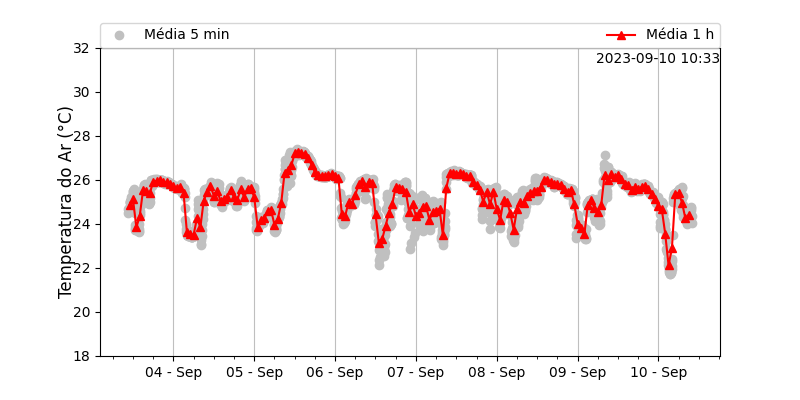 Média 5 min
Média 1 h
2023-09-10 10:33
Temperatura do Ar (°C)
32
30
28
26
24
22
20
18
04 - Sep
05 - Sep
06 - Sep
07 - Sep
08 - Sep
09 - Sep
10 - Sep